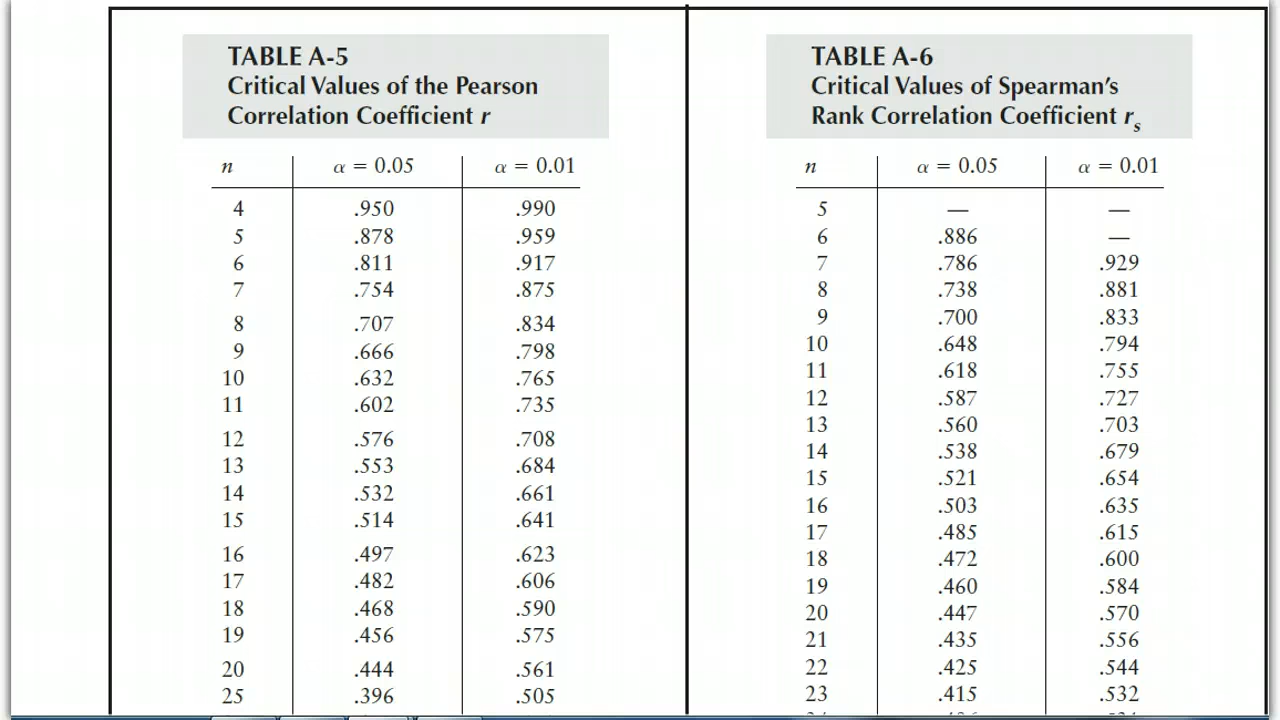 TABLE A-5
Critical Values of the Pearson
Correlation Coefficient r
n α = 0.05 α = 0.01
4 .950 .990
5 .878 .959
6 .811 .917
7 .754 .875
8 .707 .834
9 .666 .798
10 .632 .765
11 .602 .735
12 .576 .708
13 .553 .684
14 .532 .661
15 .514 .641
16 .497 .623
17 .482 .606
18 .468 .590
19 .456 .575
20 .444 .561
25 .396 .505
TABLE A-6
Critical Values of Spearman’s
Rank Correlation Coefficient rs
n α = 0.05 α = 0.01
5 — —
6 .886 —
7 .786 .929
8 .738 .881
9 .700 .833
10 .648 .794
11 .618 .755
12 .587 .727
13 .560 .703
14 .538 .679
15 .521 .654
16 .503 .635
17 .485 .615
18 .472 .600
19 .460 .584
20 .447 .570
21 .435 .556
22 .425 .544
23 .415 .532